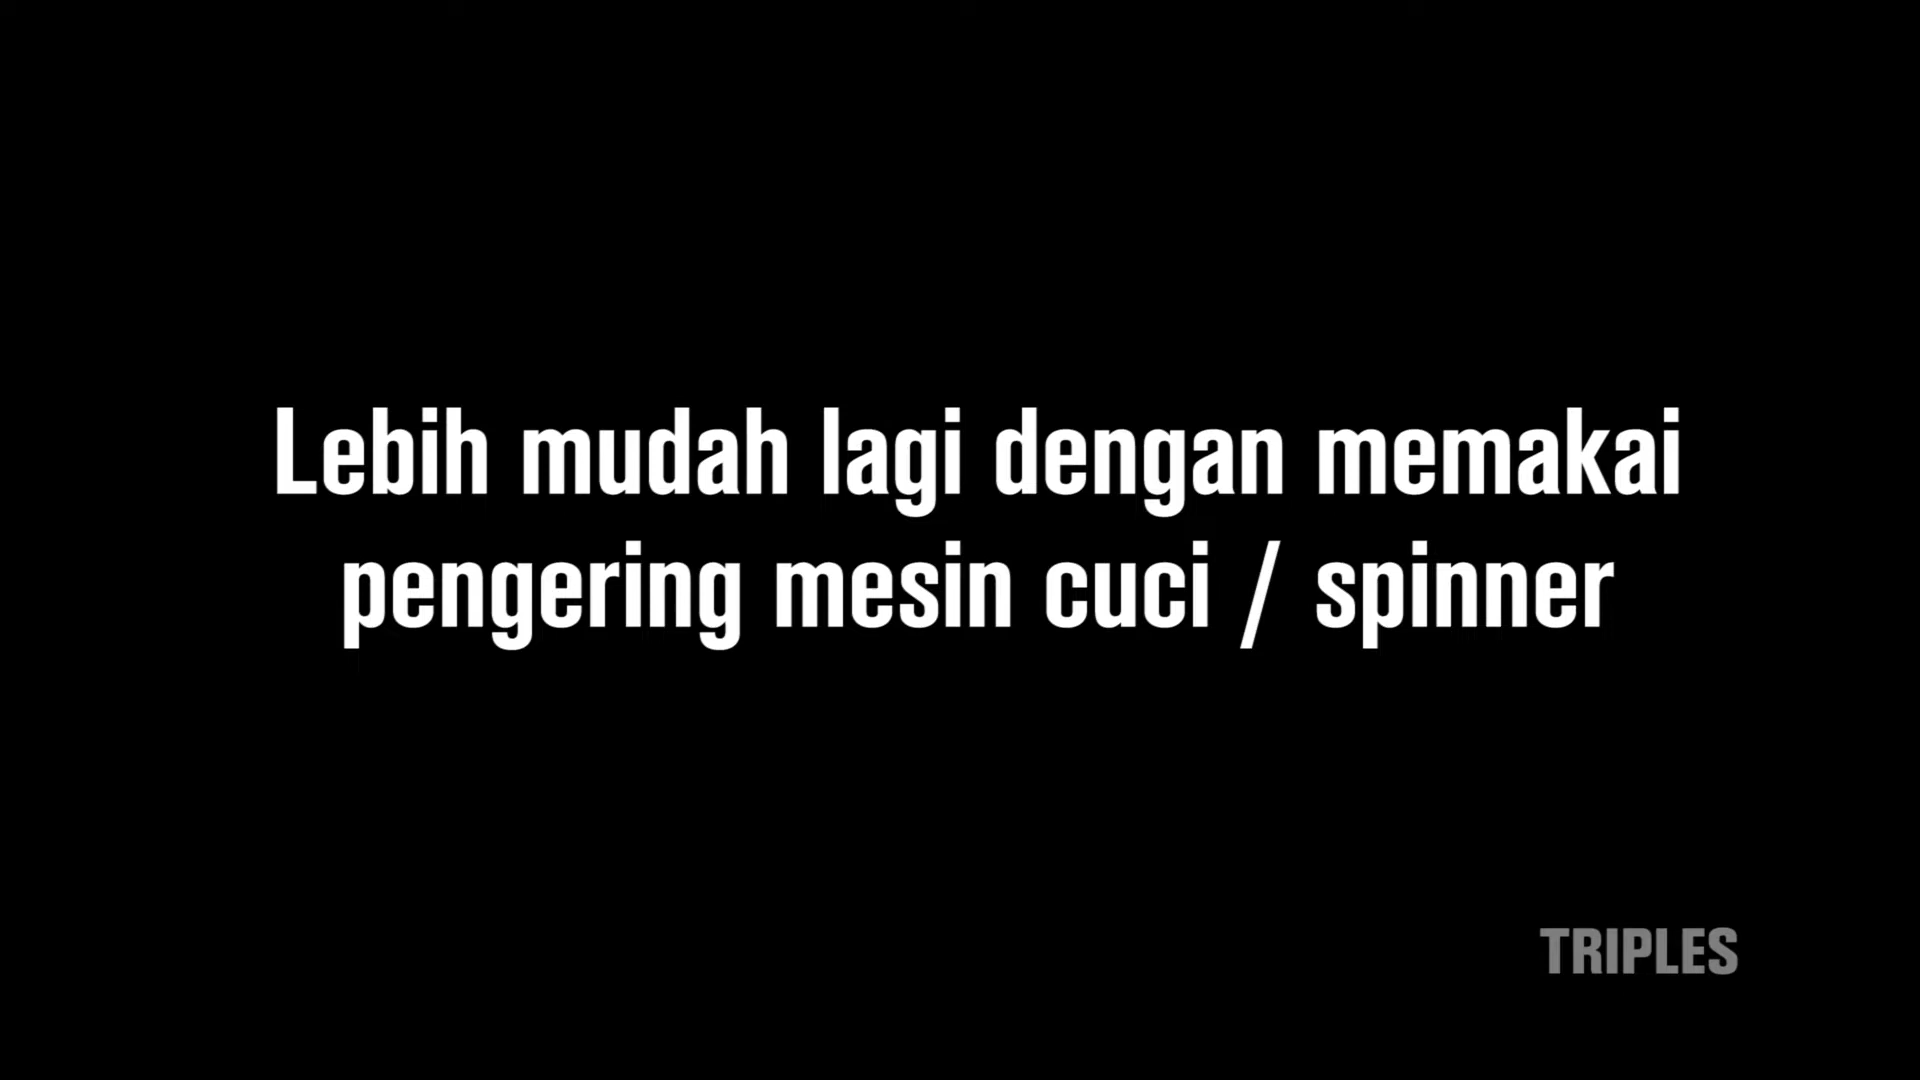 Lebih mudah lagi dengan memakai
pengering mesin cuci / spinner
TRIPLES